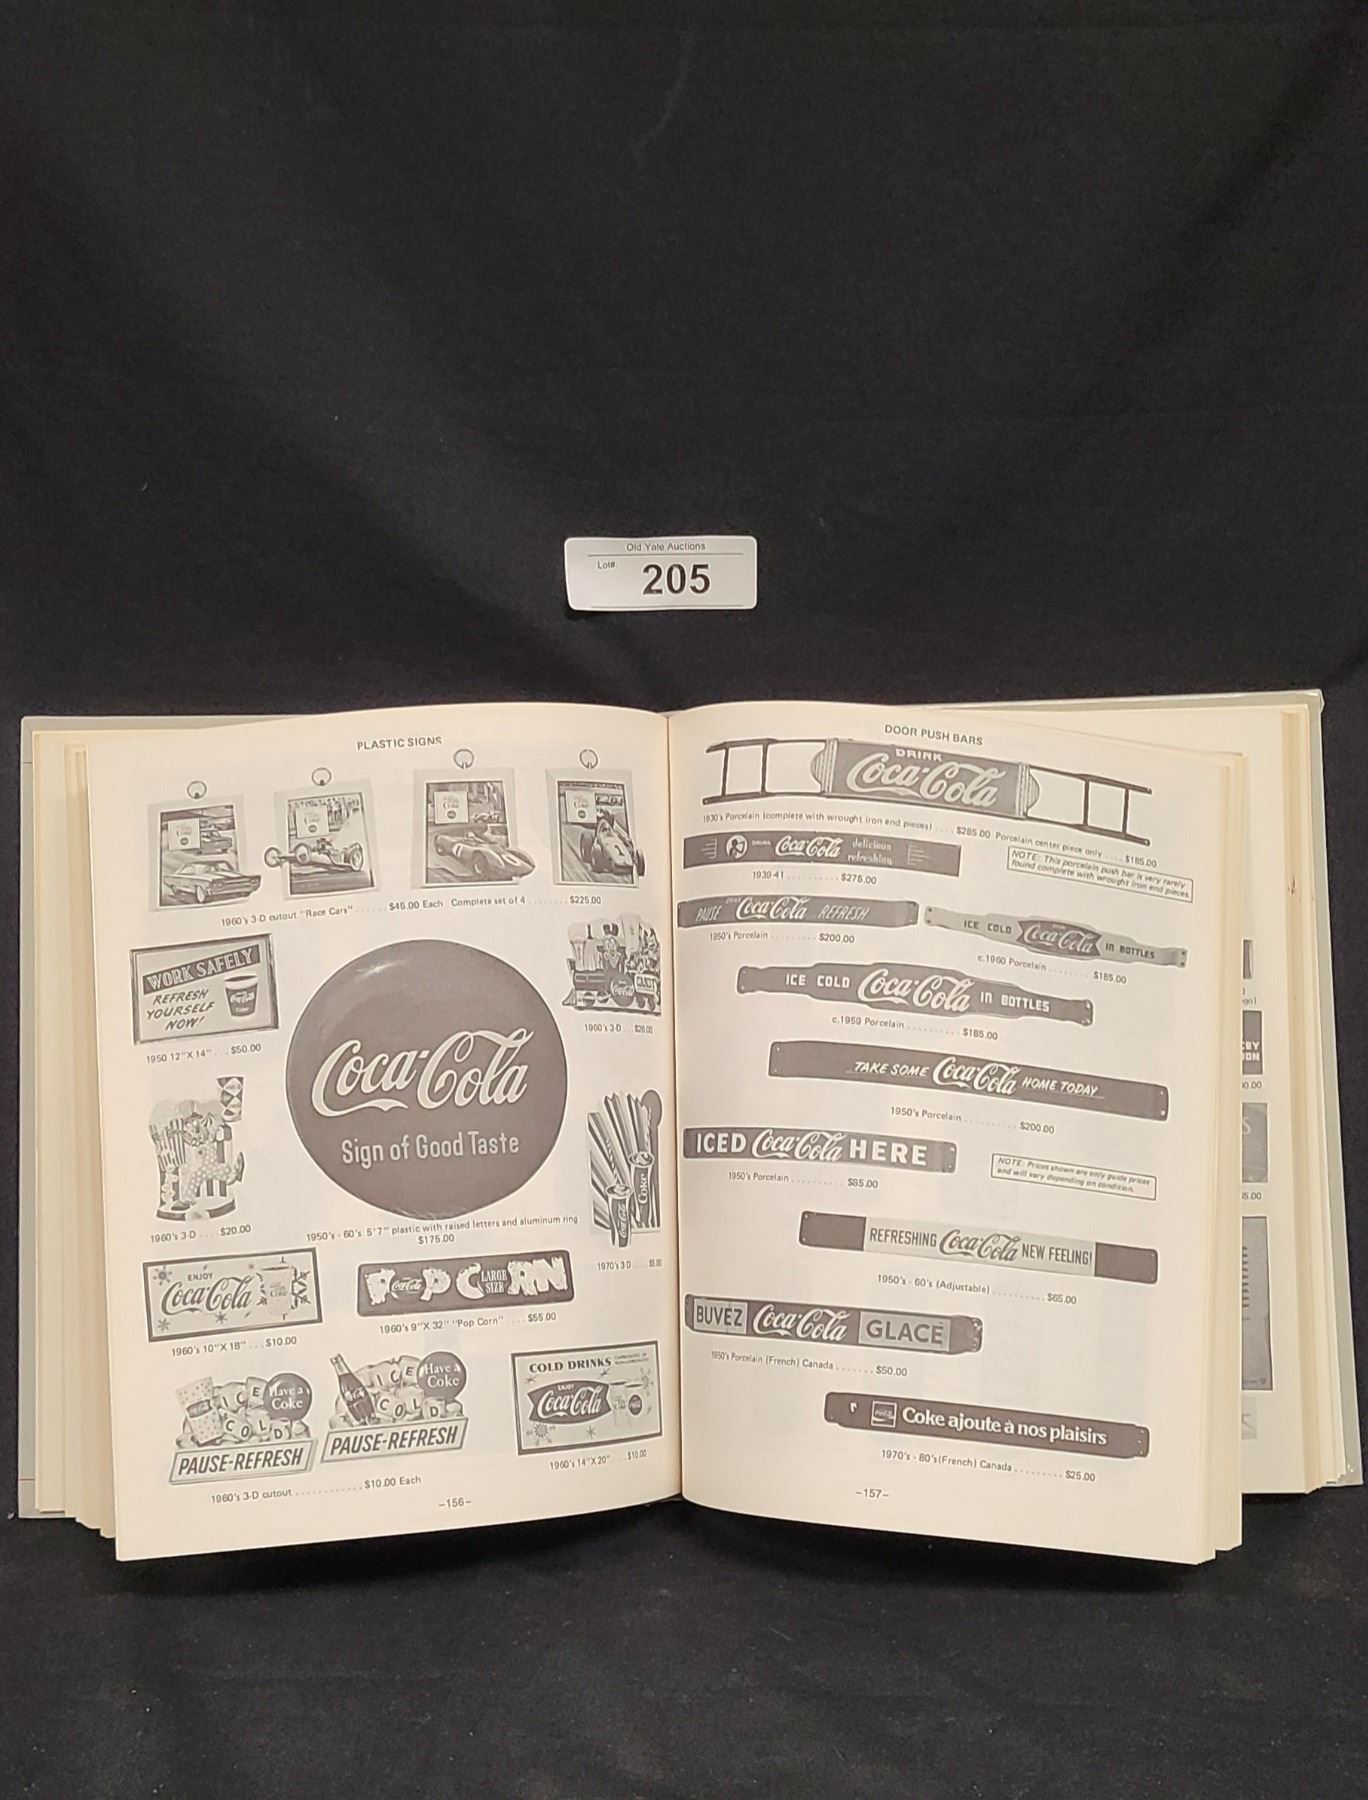 Old Yale Auctions
Lot#:
205
PLASTIC SIGNS
1960's 3-D cutout "Race Cars" ...... $45.00 Each Complete set of 4 ........ $225.00
WORK SAFELY
REFRESH
YOURSELF
NOW!
1950 12"X 14" ... $50.00
1960's 3-D ... $20.00
Coca-Cola
Sign of Good Taste
1950's - 60's 5'7" plastic with raised letters and aluminum ring
$175.00
1960's 3-D .... $20.00
1970's 3-D
Coke
ENJOY
Coca-Cola
1960's 10"X 18" ... $10.00
Coca-Cola
LARGE
SIZE
1960's 9"X 32" "Pop Corn" .... $55.00
ICE
COLD
Have a
Coke
PAUSE-REFRESH
ICE
COLD
Have a
Coke
PAUSE-REFRESH
1960's 3-D cutout ............. $10.00 Each
COLD DRINKS
ENJOY
Coca-Cola
1960's 14"X 20" ... $10.00
-156-
DOOR PUSH BARS
DRINK
Coca-Cola
1930's Porcelain (complete with wrought iron end pieces) .... $285.00 Porcelain center piece only .... $185.00
DRINK Coca-Cola delicious
refreshing
1939-41 ......... $275.00
NOTE: This porcelain push bar is very rarely
found complete with wrought iron end pieces.
PAUSE DRINK Coca-Cola REFRESH
1950's Porcelain ......... $200.00
ICE COLD Coca-Cola IN BOTTLES
c.1960 Porcelain ......... $185.00
ICE COLD Coca-Cola IN BOTTLES
c.1959 Porcelain .......... $185.00
TAKE SOME Coca-Cola HOME TODAY
1950's Porcelain .......... $200.00
ICED Coca-Cola HERE
1950's Porcelain .......... $85.00
NOTE: Prices shown are only guide prices
and will vary depending on condition.
REFRESHING Coca-Cola NEW FEELING!
1950's - 60's (Adjustable) .......... $65.00
BUVEZ Coca-Cola GLACÉ
1950's Porcelain (French) Canada ....... $50.00
Coke ajoute à nos plaisirs
1970's - 80's (French) Canada ......... $25.00
-157-